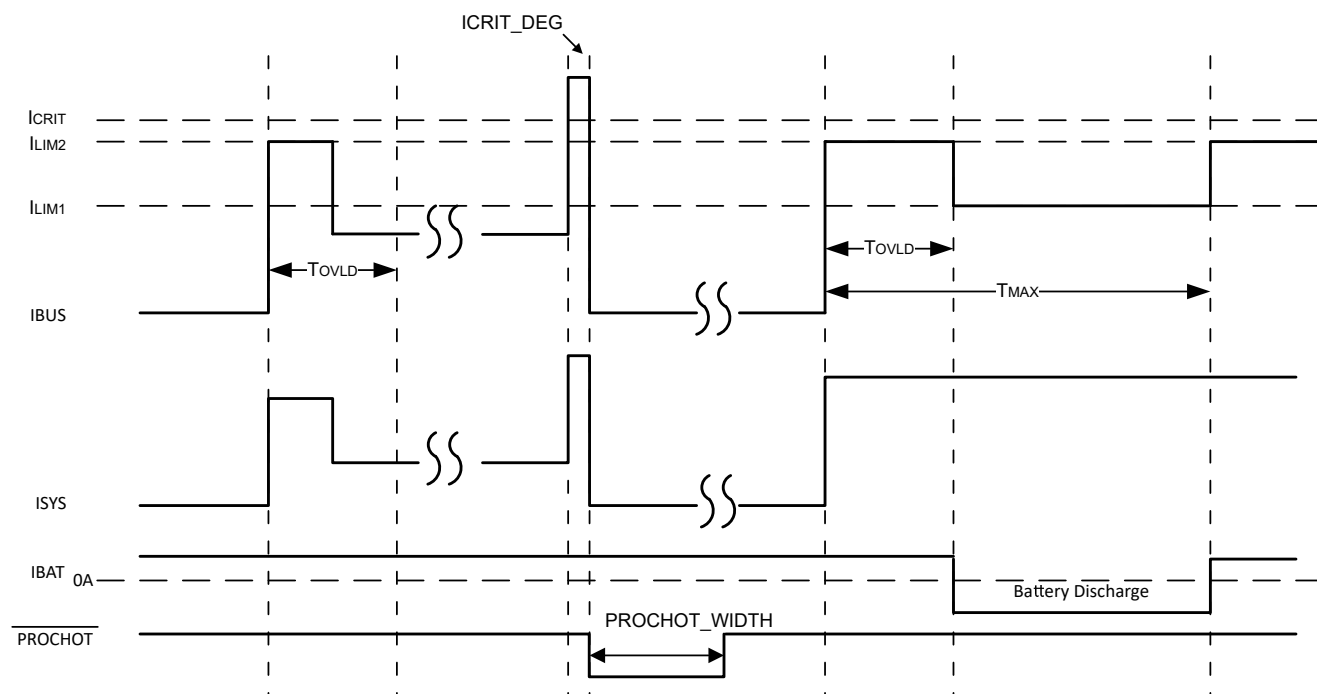 ICRIT_DEG
ICRIT
ILIM2
ILIM1
TOVLD
TOVLD
TMAX
IBUS
ISYS
IBAT 0A
Battery Discharge
PROCHOT
PROCHOT_WIDTH